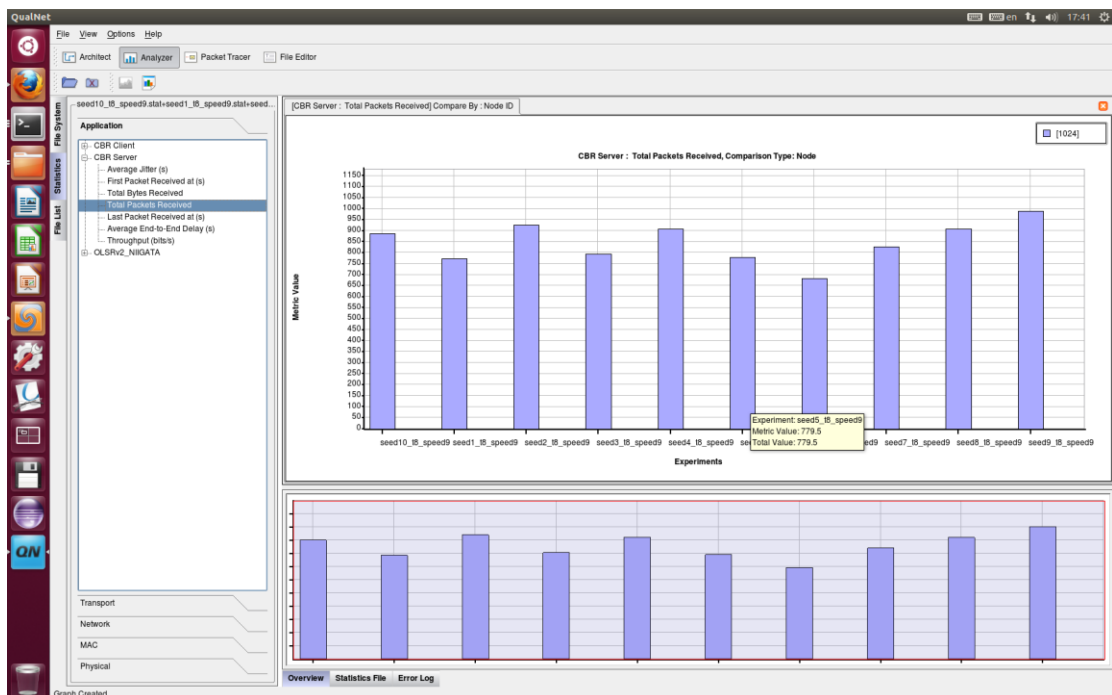 QualNet
en
17:41
File View Options Help
Architect Analyzer Packet Tracer File Editor
File System
Statistics
File List
seed10_t8_speed9.stat+seed1_t8_speed9.stat+seed...
Application
CBR Client
CBR Server
Average Jitter (s)
First Packet Received at (s)
Total Bytes Received
Total Packets Received
Last Packet Received at (s)
Average End-to-End Delay (s)
Throughput (bits/s)
OLSRv2_NIIGATA
Transport
Network
MAC
Physical
[CBR Server : Total Packets Received] Compare By : Node ID
[1024]
CBR Server : Total Packets Received, Comparison Type: Node
1150
1100
1050
1000
950
900
850
800
750
700
650
600
550
500
450
400
350
300
250
200
150
100
50
0
Metric Value
seed10_t8_speed9 seed1_t8_speed9 seed2_t8_speed9 seed3_t8_speed9 seed4_t8_speed9 seed7_t8_speed9 seed8_t8_speed9 seed9_t8_speed9
Experiment: seed5_t8_speed9
Metric Value: 779.5
Total Value: 779.5
Experiments
QN
Overview Statistics File Error Log
Graph Created